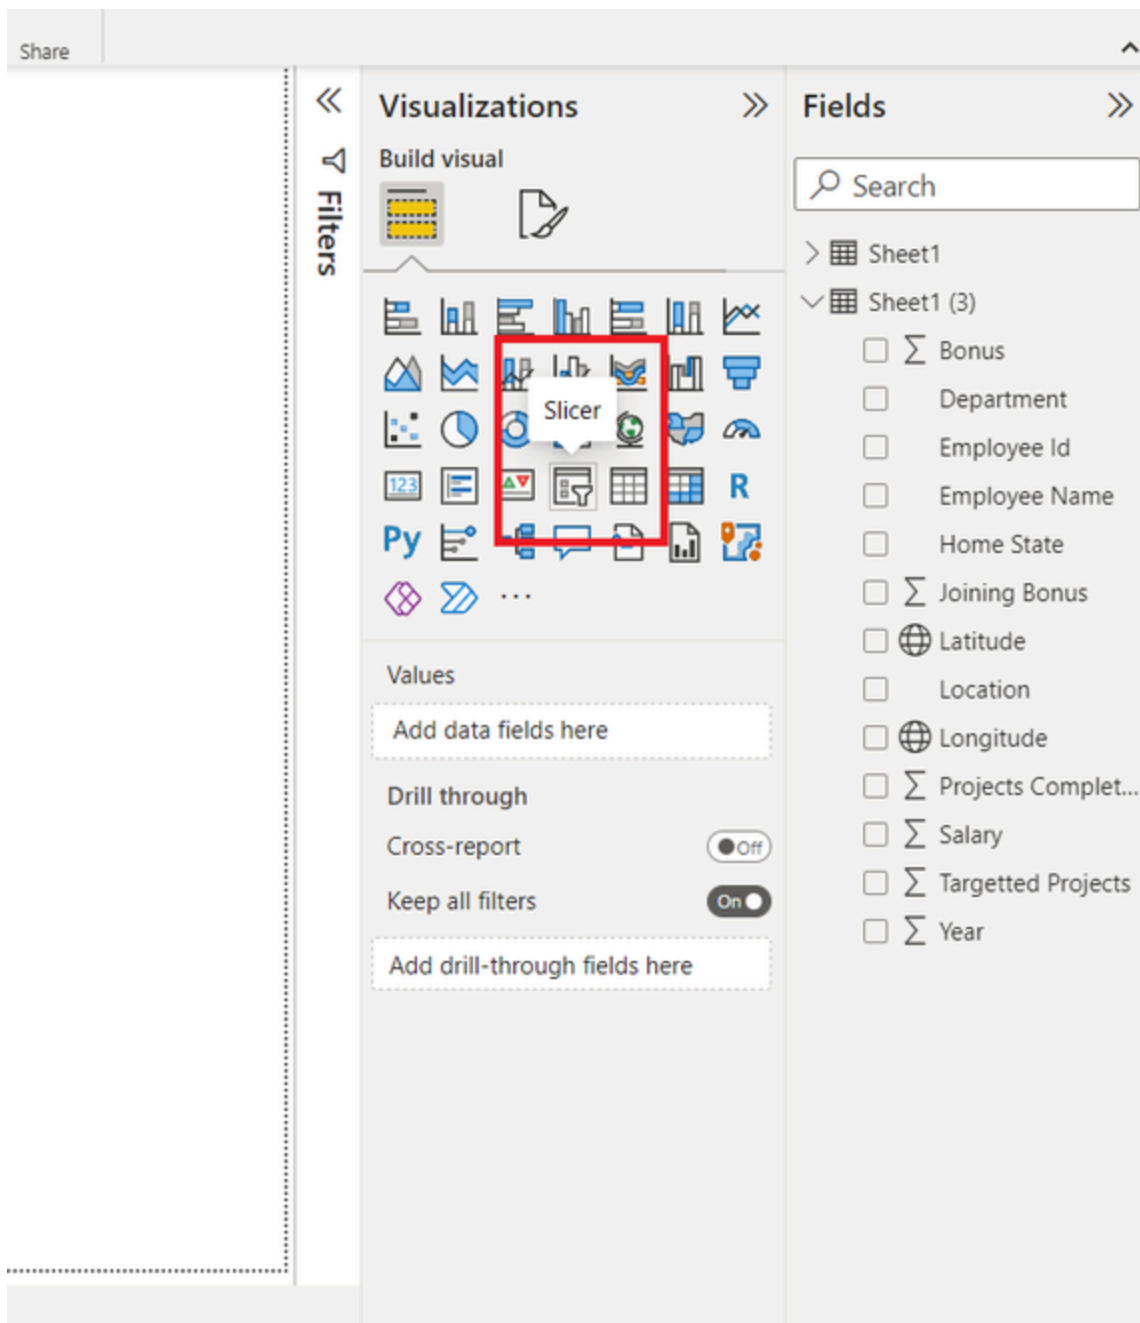 Share
Filters
Visualizations
Build visual
Slicer
123
R
Py
...
Values
Add data fields here
Drill through
Cross-report
Off
Keep all filters
On
Add drill-through fields here
Fields
Search
Sheet1
Sheet1 (3)
Σ Bonus
Department
Employee Id
Employee Name
Home State
Σ Joining Bonus
Latitude
Location
Longitude
Σ Projects Complet...
Σ Salary
Σ Targetted Projects
Σ Year